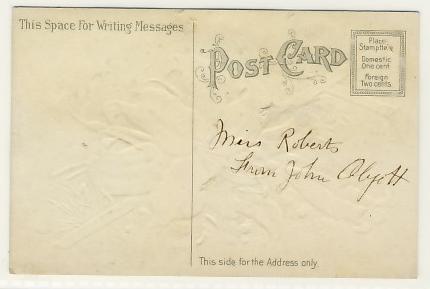 This Space For Writing Messages
POST CARD
Place
Stamp Here
Domestic
One cent
Foreign
Two cents.
Miss Roberts
From John
This side for the Address only.